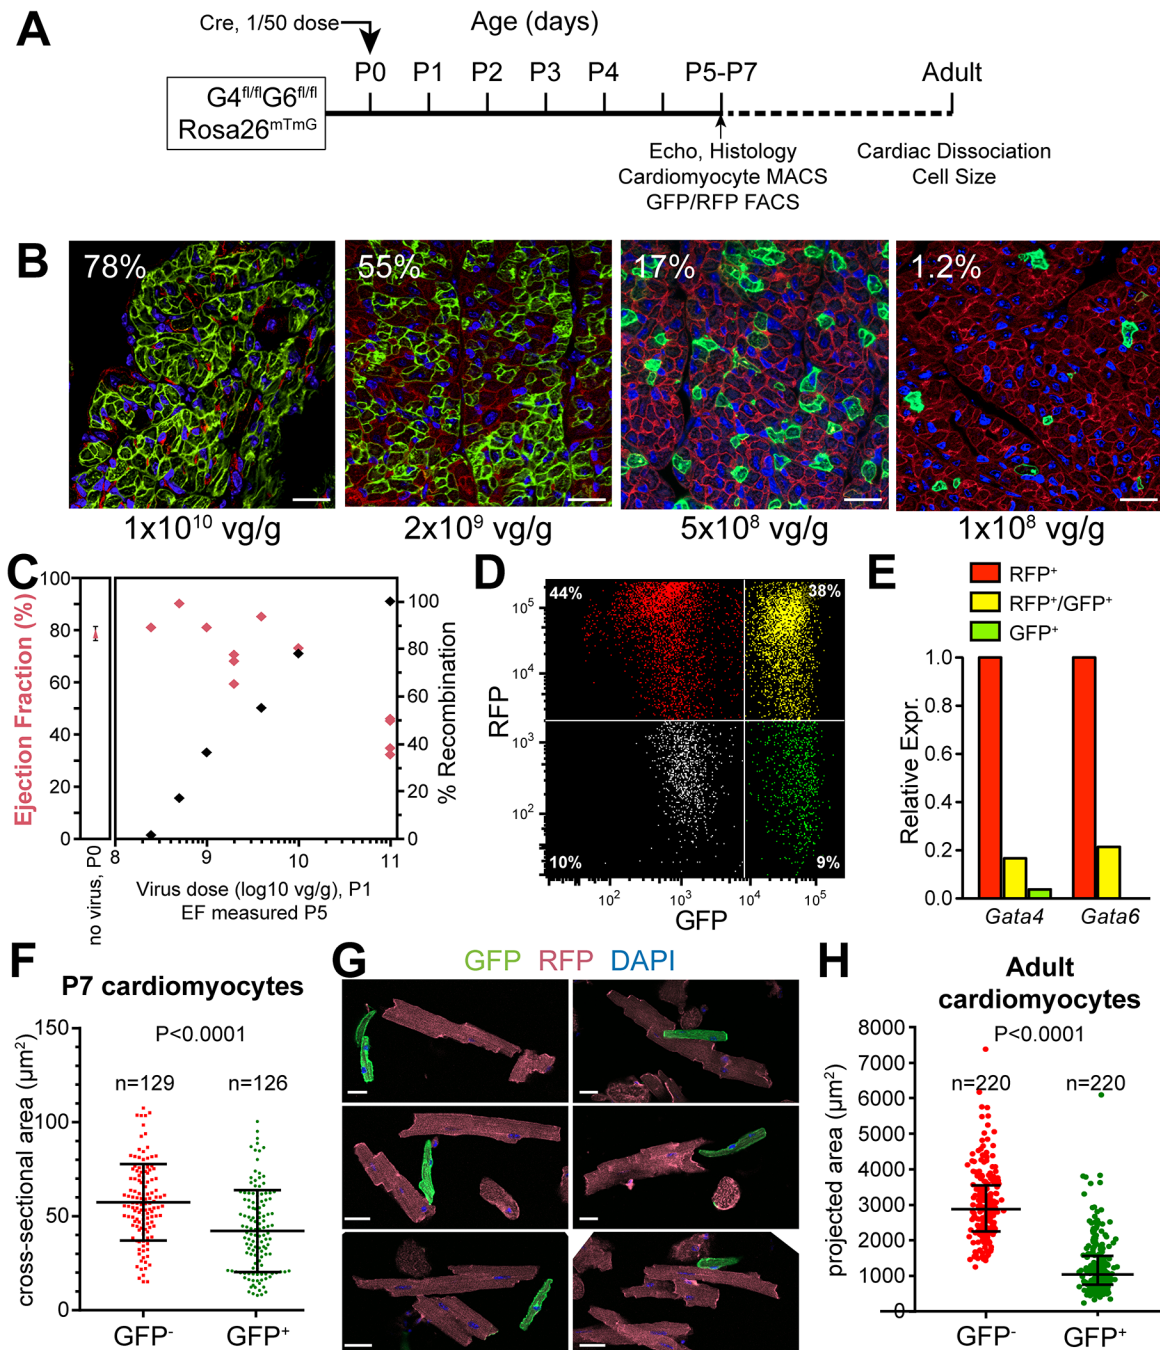 A
Cre, 1/50 dose
Age (days)
P0 P1 P2 P3 P4 P5-P7 Adult
G4fl/flG6fl/fl
Rosa26mTmG
Echo, Histology
Cardiomyocyte MACS
GFP/RFP FACS
Cardiac Dissociation
Cell Size
B
78%
55%
17%
1.2%
1x10¹⁰ vg/g
2x10⁹ vg/g
5x10⁸ vg/g
1x10⁸ vg/g
C
Ejection Fraction (%)
100
80
60
40
20
0
100
80
60
40
20
0
% Recombination
no virus, P0
8 9 10 11
Virus dose (log10 vg/g), P1
EF measured P5
D
44%
38%
10%
9%
RFP
10⁵
10⁴
10³
10²
10² 10³ 10⁴ 10⁵
GFP
E
RFP⁺
RFP⁺/GFP⁺
GFP⁺
Relative Expr.
1.0
0.8
0.6
0.4
0.2
0.0
Gata4 Gata6
F
P7 cardiomyocytes
P<0.0001
n=129 n=126
cross-sectional area (µm²)
150
100
50
0
GFP⁻ GFP⁺
G
GFP RFP DAPI
H
Adult
cardiomyocytes
P<0.0001
n=220 n=220
projected area (µm²)
8000
7000
6000
5000
4000
3000
2000
1000
0
GFP⁻ GFP⁺